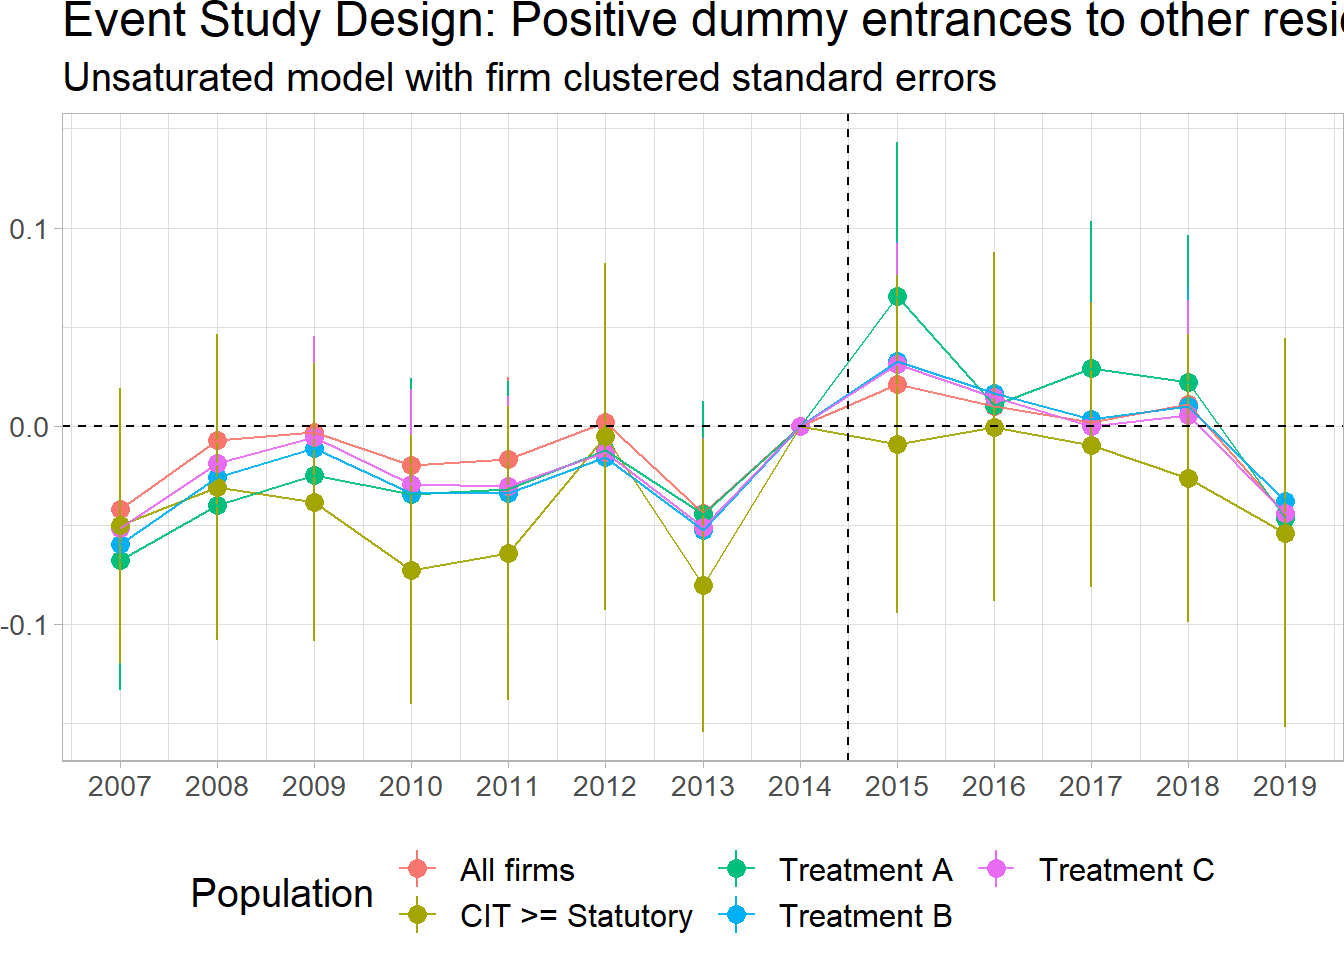 Event Study Design: Positive dummy entrances to other
Unsaturated model with firm clustered standard errors
0.1
0.0
-0.1
2007 2008 2009 2010 2011 2012 2013 2014 2015 2016 2017 2018 2019
Population
All firms Treatment A Treatment C
CIT >= Statutory Treatment B